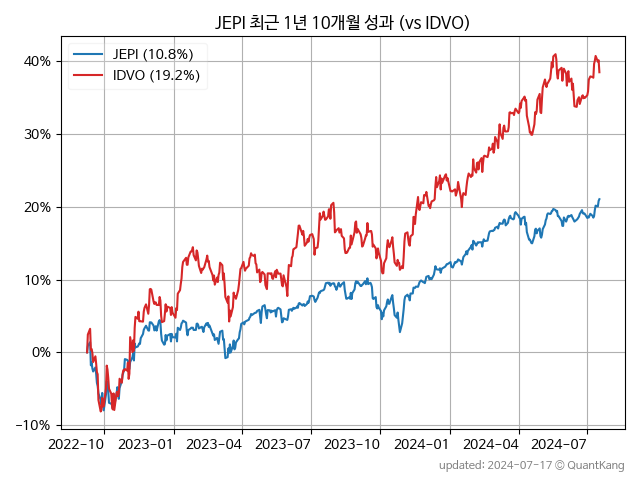 JEPI 최근 1년 10개월 성과 (vs IDVO)
JEPI (10.8%)
IDVO (19.2%)
40%
30%
20%
10%
0%
−10%
2022-10 2023-01 2023-04 2023-07 2023-10 2024-01 2024-04 2024-07
updated: 2024-07-17 © QuantKang